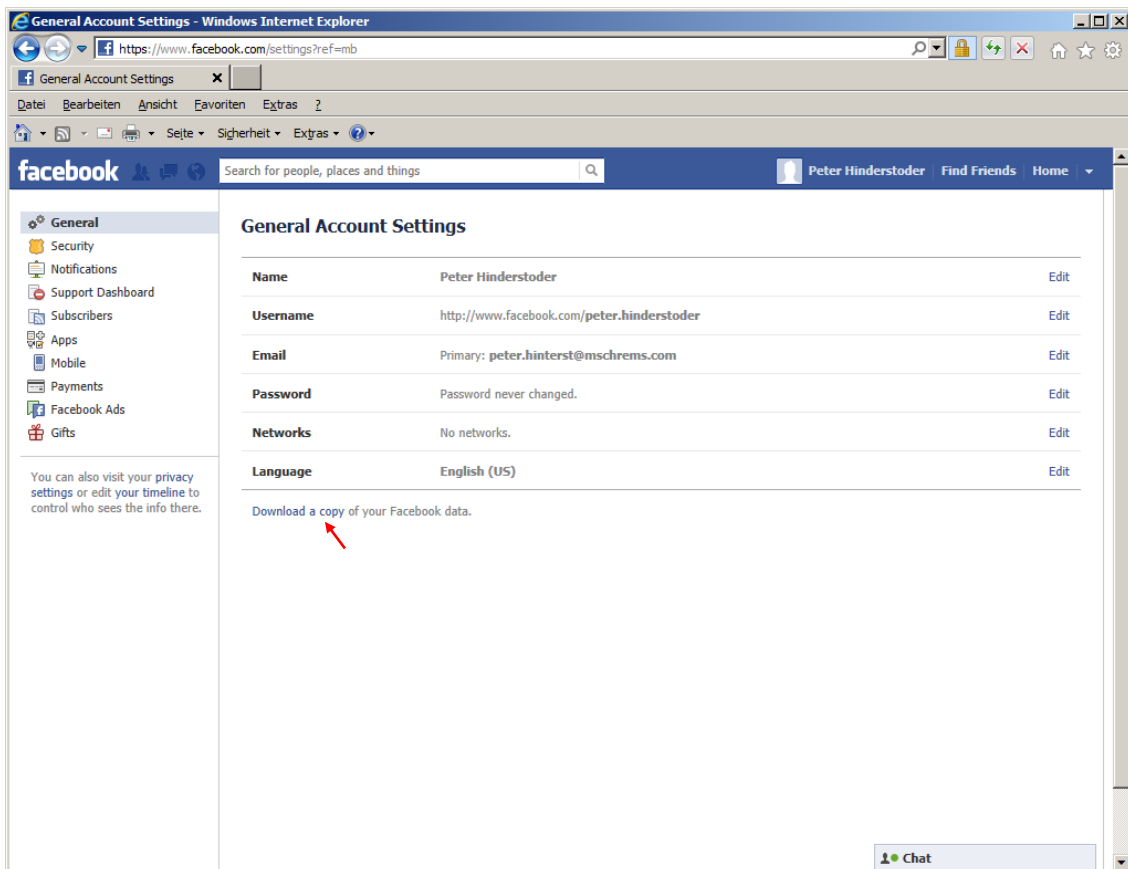 General Account Settings - Windows Internet Explorer
https://www.facebook.com/settings?ref=mb
General Account Settings
Datei Bearbeiten Ansicht Favoriten Extras ?
Seite Sicherheit Extras
facebook Search for people, places and things Peter Hinderstoder Find Friends Home
General
Security
Notifications
Support Dashboard
Subscribers
Apps
Mobile
Payments
Facebook Ads
Gifts
You can also visit your privacy
settings or edit your timeline to
control who sees the info there.
General Account Settings
Name Peter Hinderstoder Edit
Username http://www.facebook.com/peter.hinderstoder Edit
Email Primary: peter.hinterst@mschrems.com Edit
Password Password never changed. Edit
Networks No networks. Edit
Language English (US) Edit
Download a copy of your Facebook data.
Chat